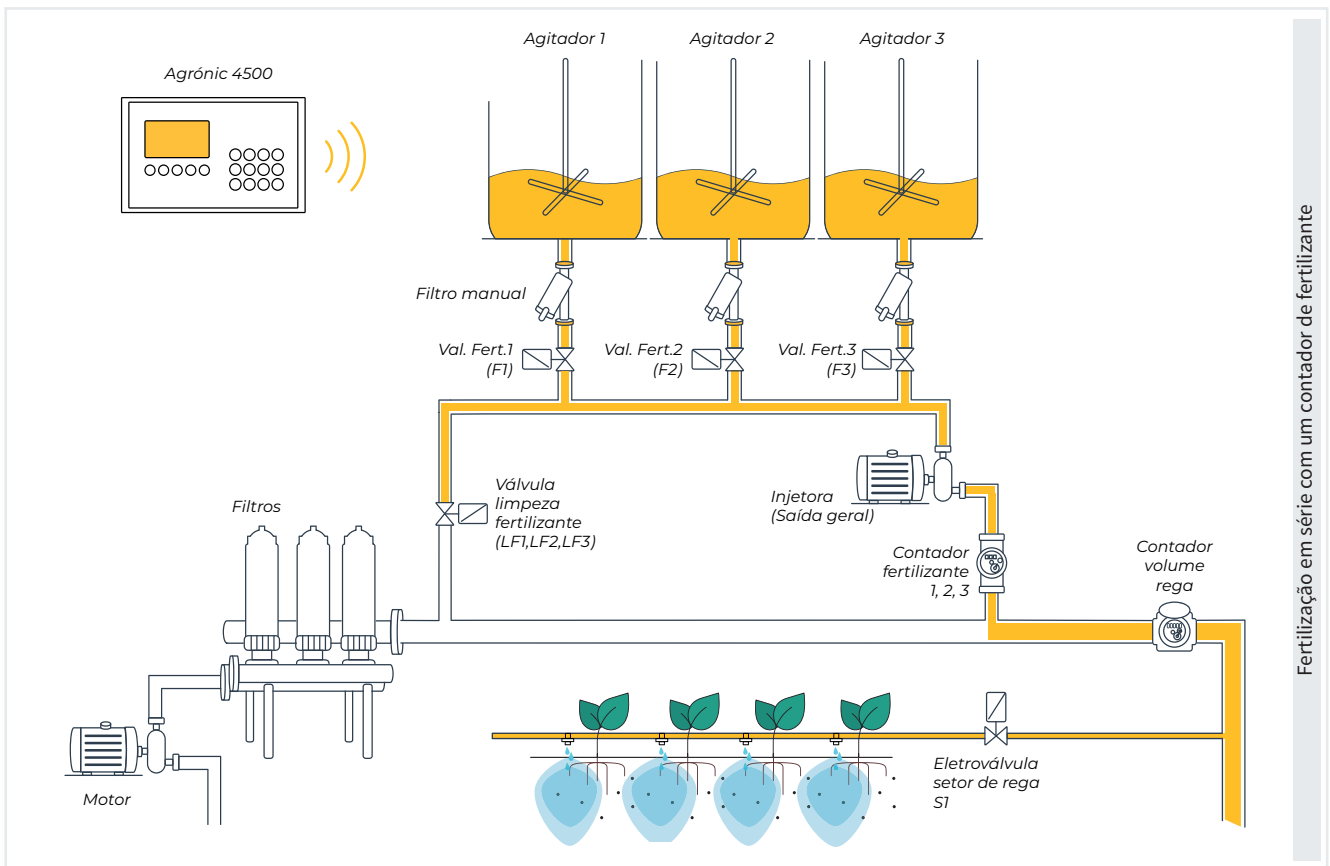 Agitador 1
Agitador 2
Agitador 3
Agrónic 4500
Filtro manual
Val. Fert.1
(F1)
Val. Fert.2
(F2)
Val. Fert.3
(F3)
Válvula
limpeza
fertilizante
(LF1,LF2,LF3)
Filtros
Injetora
(Saída geral)
Contador
fertilizante
1, 2, 3
Contador
volume
rega
Motor
Eletroválvula
setor de rega
S1
Fertilização em série com um contador de fertilizante